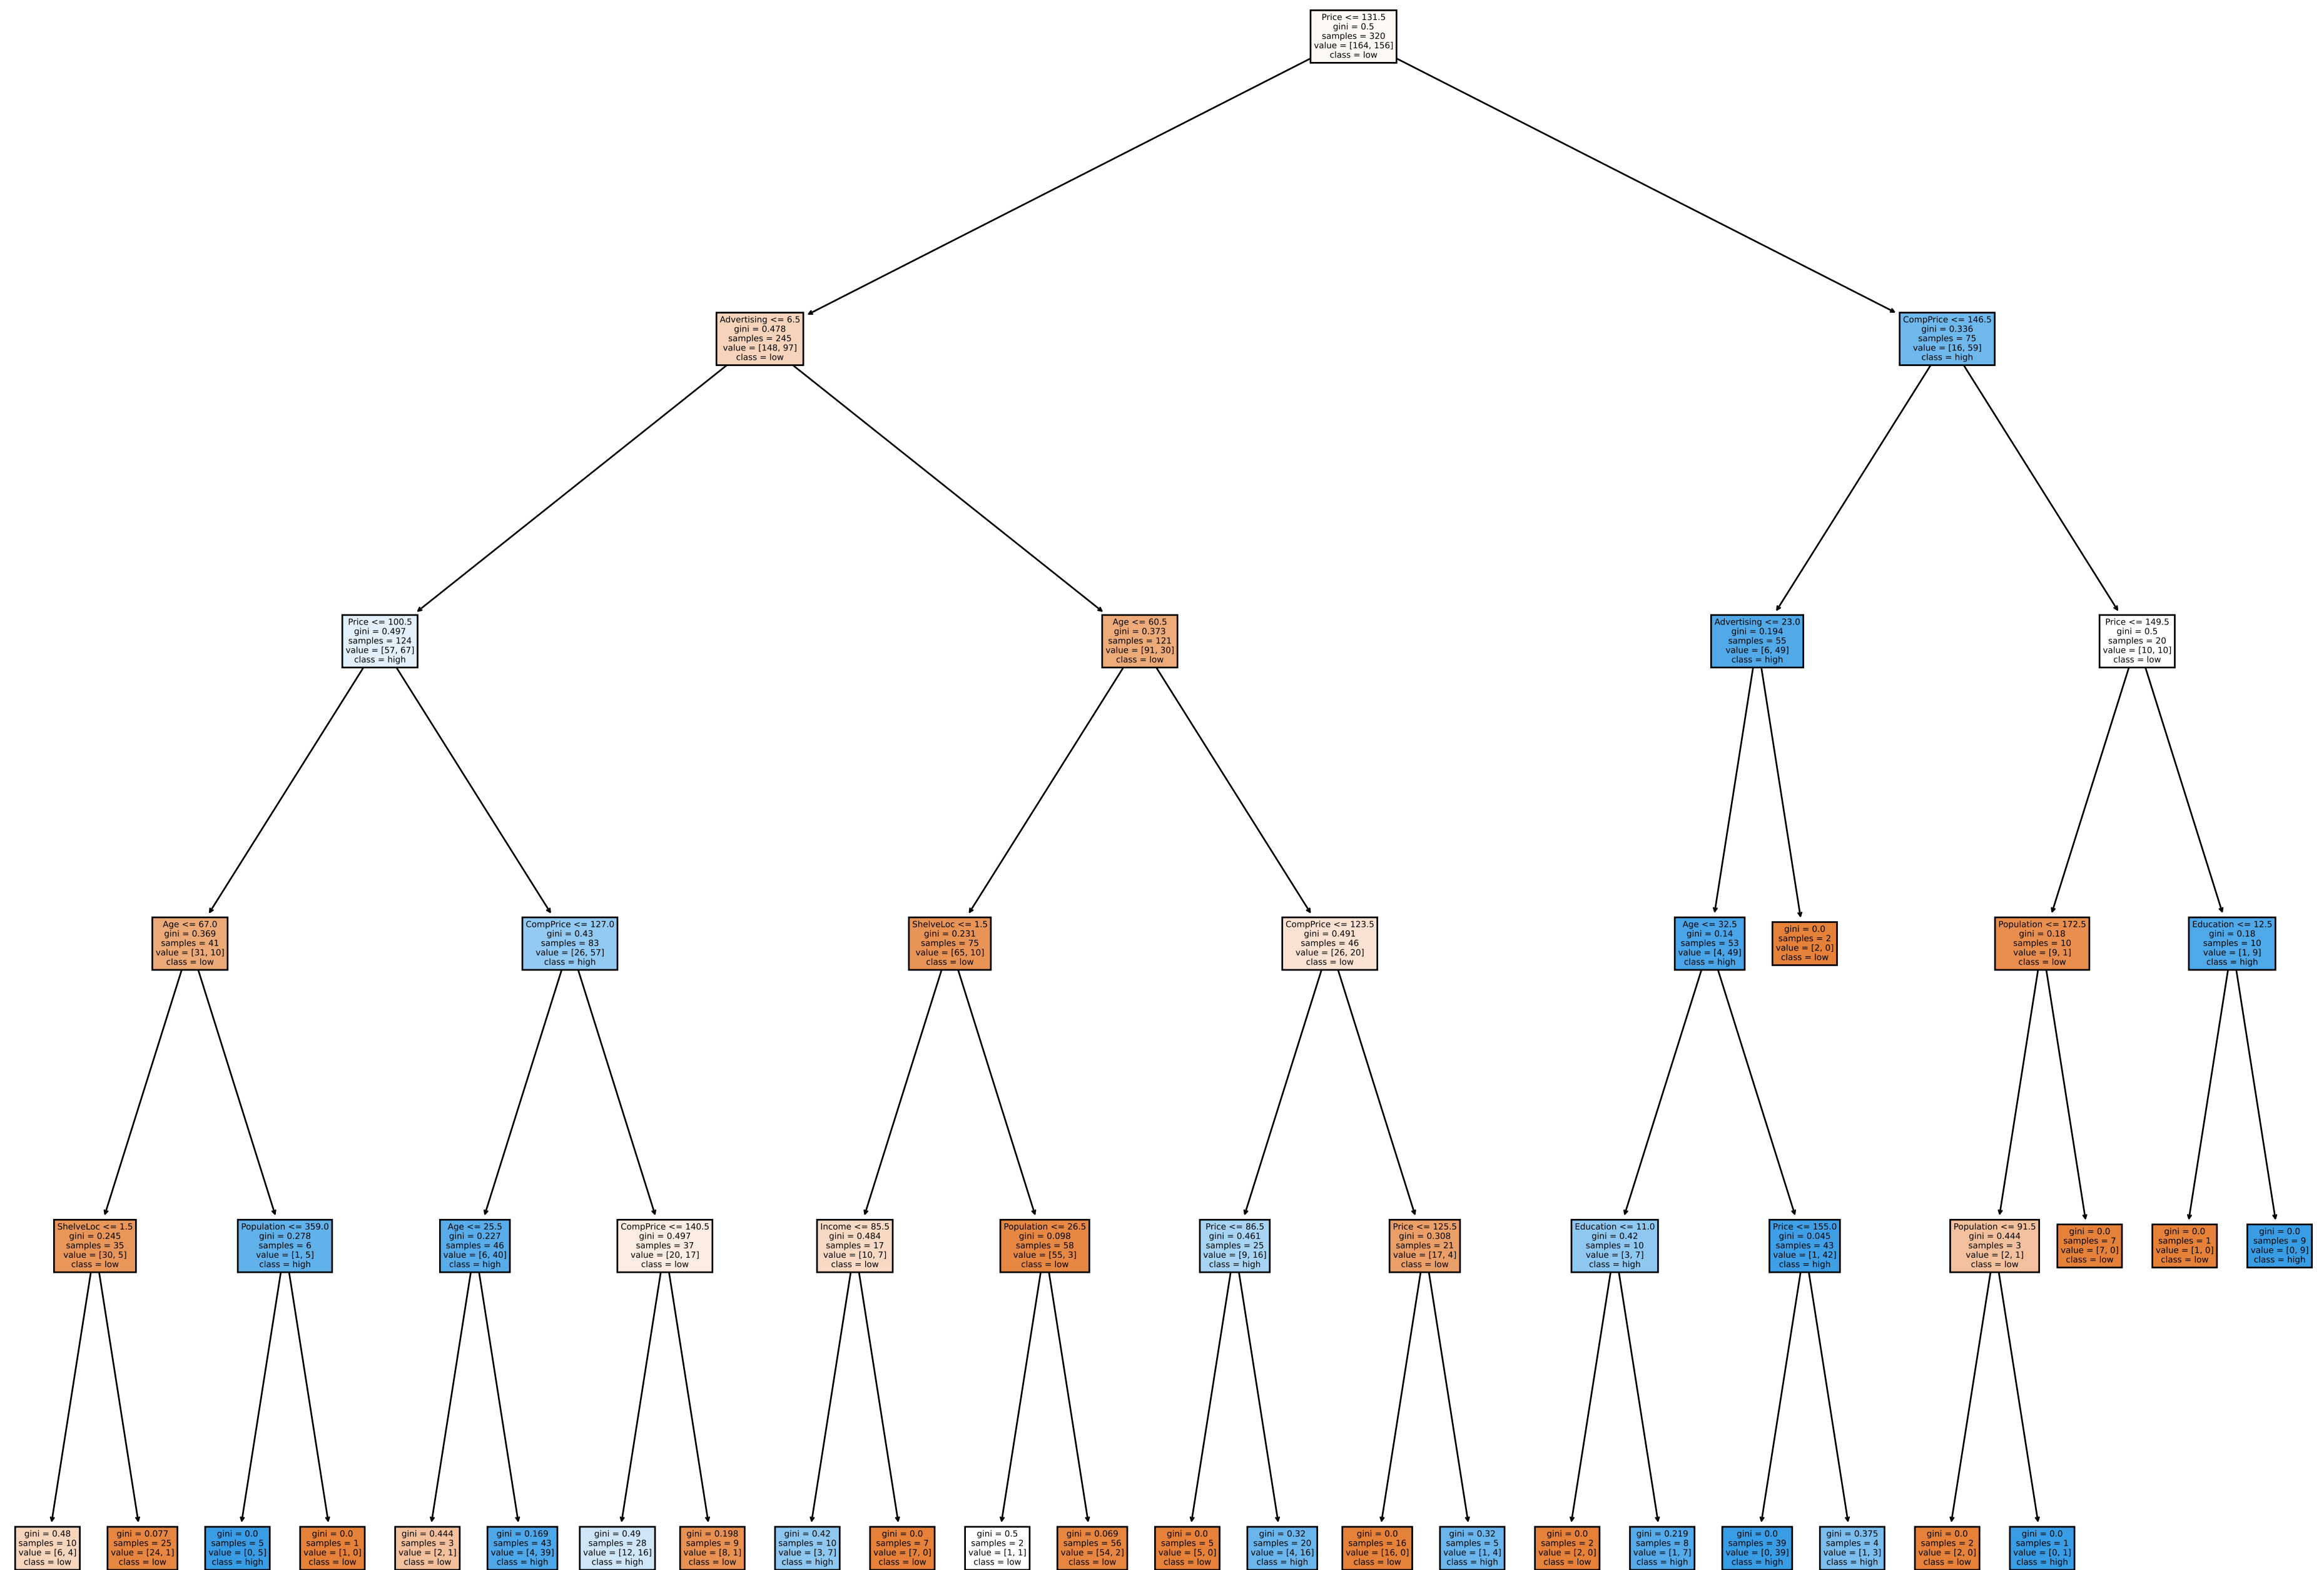 Price <= 131.5
gini = 0.5
samples = 320
value = [164, 156]
class = low
Advertising <= 6.5
gini = 0.478
samples = 245
value = [148, 97]
class = low
CompPrice <= 146.5
gini = 0.336
samples = 75
value = [16, 59]
class = high
Price <= 100.5
gini = 0.497
samples = 124
value = [57, 67]
class = high
Age <= 60.5
gini = 0.373
samples = 121
value = [91, 30]
class = low
Advertising <= 23.0
gini = 0.194
samples = 55
value = [6, 49]
class = high
Price <= 149.5
gini = 0.5
samples = 20
value = [10, 10]
class = low
Age <= 67.0
gini = 0.369
samples = 41
value = [31, 10]
class = low
CompPrice <= 127.0
gini = 0.43
samples = 83
value = [26, 57]
class = high
ShelveLoc <= 1.5
gini = 0.231
samples = 75
value = [65, 10]
class = low
CompPrice <= 123.5
gini = 0.491
samples = 46
value = [26, 20]
class = low
Age <= 32.5
gini = 0.14
samples = 53
value = [4, 49]
class = high
gini = 0.0
samples = 2
value = [2, 0]
class = low
Population <= 172.5
gini = 0.18
samples = 10
value = [9, 1]
class = low
Education <= 12.5
gini = 0.18
samples = 10
value = [1, 9]
class = high
ShelveLoc <= 1.5
gini = 0.245
samples = 35
value = [30, 5]
class = low
Population <= 359.0
gini = 0.278
samples = 6
value = [1, 5]
class = high
Age <= 25.5
gini = 0.227
samples = 46
value = [6, 40]
class = high
CompPrice <= 140.5
gini = 0.497
samples = 37
value = [20, 17]
class = low
Income <= 85.5
gini = 0.484
samples = 17
value = [10, 7]
class = low
Population <= 26.5
gini = 0.098
samples = 58
value = [55, 3]
class = low
Price <= 86.5
gini = 0.461
samples = 25
value = [9, 16]
class = high
Price <= 125.5
gini = 0.308
samples = 21
value = [17, 4]
class = low
Education <= 11.0
gini = 0.42
samples = 10
value = [3, 7]
class = high
Price <= 155.0
gini = 0.045
samples = 43
value = [1, 42]
class = high
Population <= 91.5
gini = 0.444
samples = 3
value = [2, 1]
class = low
gini = 0.0
samples = 7
value = [7, 0]
class = low
gini = 0.0
samples = 1
value = [1, 0]
class = low
gini = 0.0
samples = 9
value = [0, 9]
class = high
gini = 0.48
samples = 10
value = [6, 4]
class = low
gini = 0.077
samples = 25
value = [24, 1]
class = low
gini = 0.0
samples = 5
value = [0, 5]
class = high
gini = 0.0
samples = 1
value = [1, 0]
class = low
gini = 0.444
samples = 3
value = [2, 1]
class = low
gini = 0.169
samples = 43
value = [4, 39]
class = high
gini = 0.49
samples = 28
value = [12, 16]
class = high
gini = 0.198
samples = 9
value = [8, 1]
class = low
gini = 0.42
samples = 10
value = [3, 7]
class = high
gini = 0.0
samples = 7
value = [7, 0]
class = low
gini = 0.5
samples = 2
value = [1, 1]
class = low
gini = 0.069
samples = 56
value = [54, 2]
class = low
gini = 0.0
samples = 5
value = [5, 0]
class = low
gini = 0.32
samples = 20
value = [4, 16]
class = high
gini = 0.0
samples = 16
value = [16, 0]
class = low
gini = 0.32
samples = 5
value = [1, 4]
class = high
gini = 0.0
samples = 2
value = [2, 0]
class = low
gini = 0.219
samples = 8
value = [1, 7]
class = high
gini = 0.0
samples = 39
value = [0, 39]
class = high
gini = 0.375
samples = 4
value = [1, 3]
class = high
gini = 0.0
samples = 2
value = [2, 0]
class = low
gini = 0.0
samples = 1
value = [0, 1]
class = high